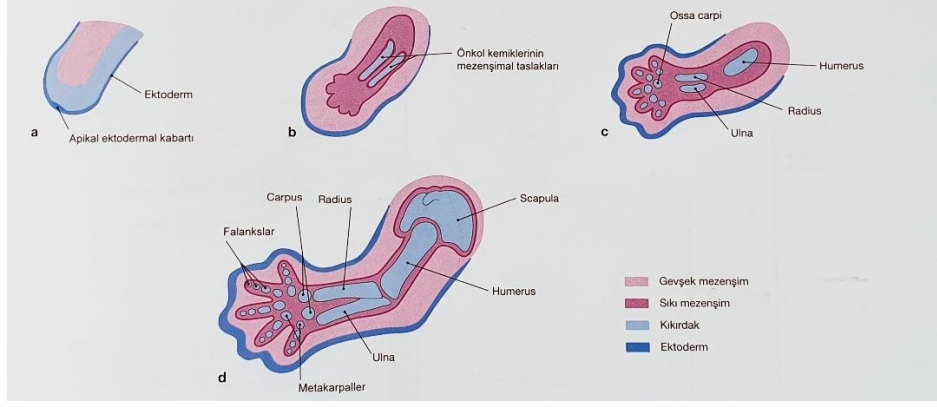 Ektoderm
Apikal ektodermal kabartı
a
Önkol kemiklerinin
mezenşimal taslakları
b
Ossa carpi
Humerus
Radius
Ulna
c
Carpus
Radius
Scapula
Falankslar
Humerus
Ulna
Metakarpaller
d
Gevşek mezenşim
Sıkı mezenşim
Kıkırdak
Ektoderm